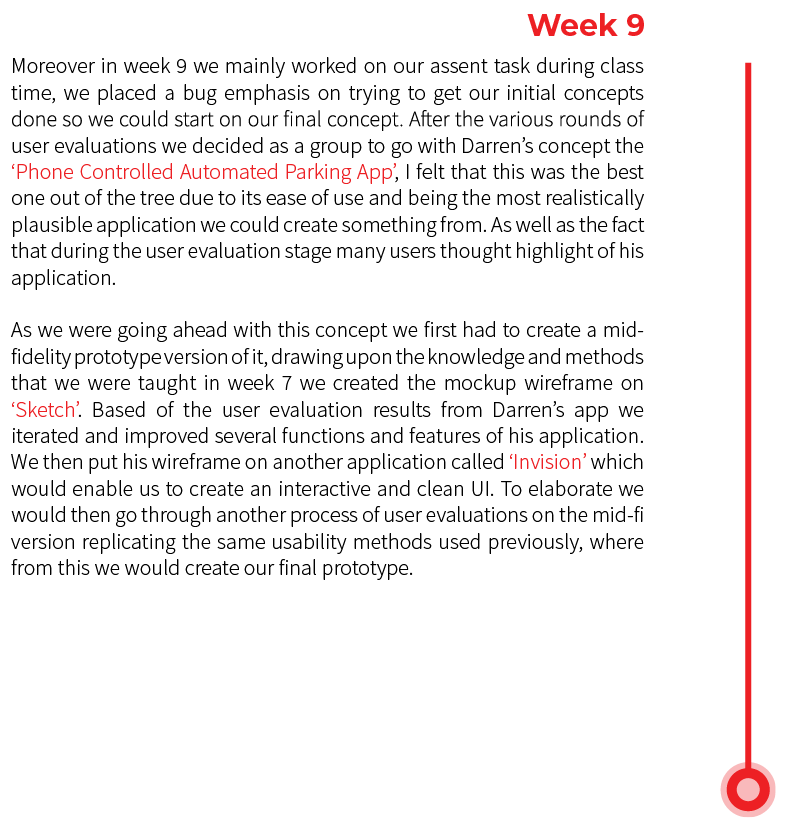 Week 9
Moreover in week 9 we mainly worked on our assent task during class
time, we placed a bug emphasis on trying to get our initial concepts
done so we could start on our final concept. After the various rounds of
user evaluations we decided as a group to go with Darren’s concept the
‘Phone Controlled Automated Parking App’, I felt that this was the best
one out of the tree due to its ease of use and being the most realistically
plausible application we could create something from. As well as the fact
that during the user evaluation stage many users thought highlight of his
application.
As we were going ahead with this concept we first had to create a mid-
fidelity prototype version of it, drawing upon the knowledge and methods
that we were taught in week 7 we created the mockup wireframe on
‘Sketch’. Based of the user evaluation results from Darren’s app we
iterated and improved several functions and features of his application.
We then put his wireframe on another application called ‘Invision’ which
would enable us to create an interactive and clean UI. To elaborate we
would then go through another process of user evaluations on the mid-fi
version replicating the same usability methods used previously, where
from this we would create our final prototype.